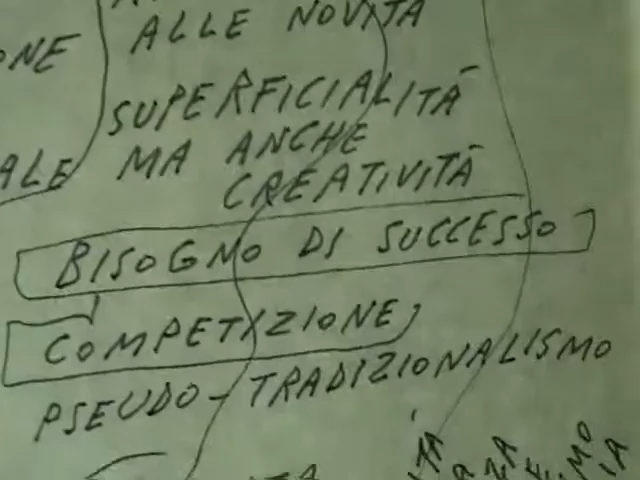 ALLE NOVITÀ
SUPERFICIALITÀ
MA ANCHE
CREATIVITÀ
BISOGNO DI SUCCESSO
COMPETIZIONE
PSEUDO-TRADIZIONALISMO